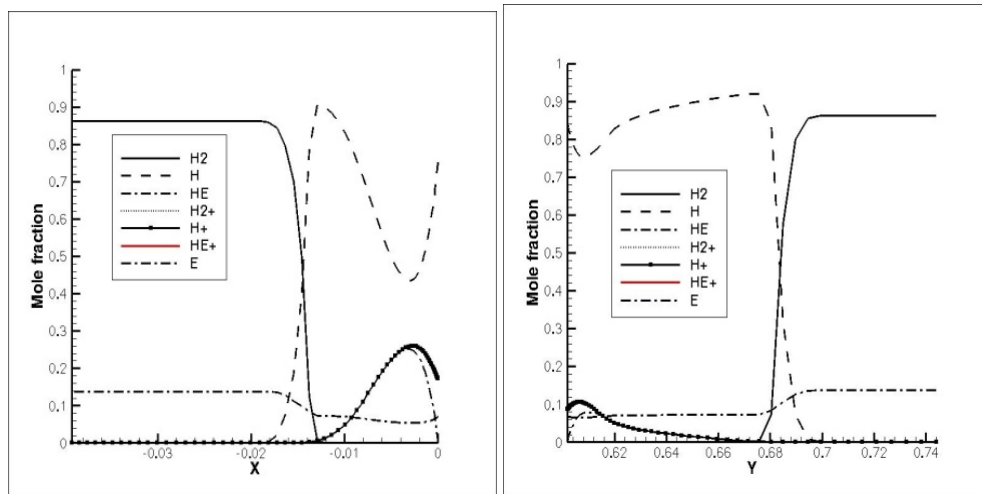 Mole fraction
1
0.9
0.8
0.7
0.6
0.5
0.4
0.3
0.2
0.1
0
H2
H
HE
H2+
H+
HE+
E
-0.03
-0.02
-0.01
0
X
Mole fraction
1
0.9
0.8
0.7
0.6
0.5
0.4
0.3
0.2
0.1
0
H2
H
HE
H2+
H+
HE+
E
0.62
0.64
0.66
0.68
0.7
0.72
0.74
Y